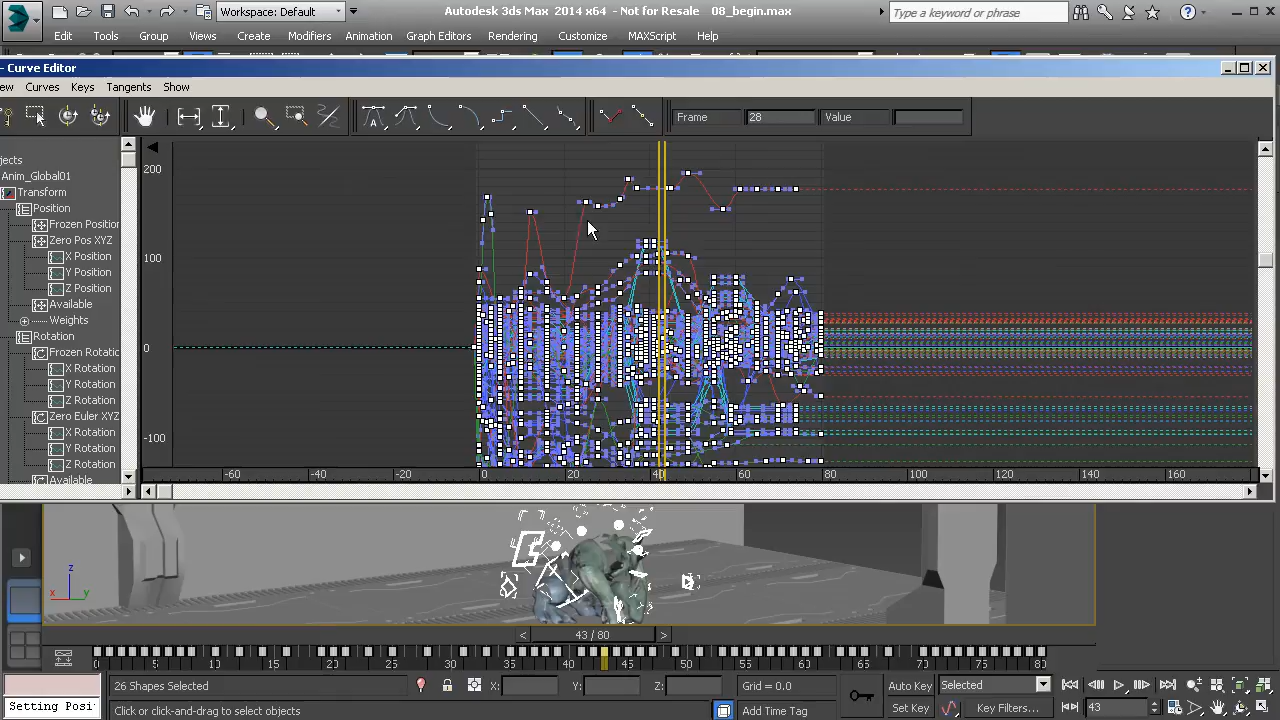 Workspace: Default
Autodesk 3ds Max 2014 x64 - Not for Resale 08_begin.max
Type a keyword or phrase
Edit Tools Group Views Create Modifiers Animation Graph Editors Rendering Customize MAXScript Help
- Curve Editor
ew Curves Keys Tangents Show
Frame 28 Value
jects
Anim_Global01
Transform
Position
Frozen Position
Zero Pos XYZ
X Position
Y Position
Z Position
Available
Weights
Rotation
Frozen Rotatic
X Rotation
Y Rotation
Z Rotation
Zero Euler XYZ
X Rotation
Y Rotation
Z Rotation
Available
200
100
0
-100
-60 -40 -20 0 20 40 60 80 100 120 140 160
z
x y
< 43 / 80 >
0 5 10 15 20 25 30 35 40 45 50 55 60 65 70 75 80
26 Shapes Selected X: Y: Z: Grid = 0.0 Auto Key Selected
Setting Posi Click or click-and-drag to select objects Add Time Tag Set Key Key Filters... 43